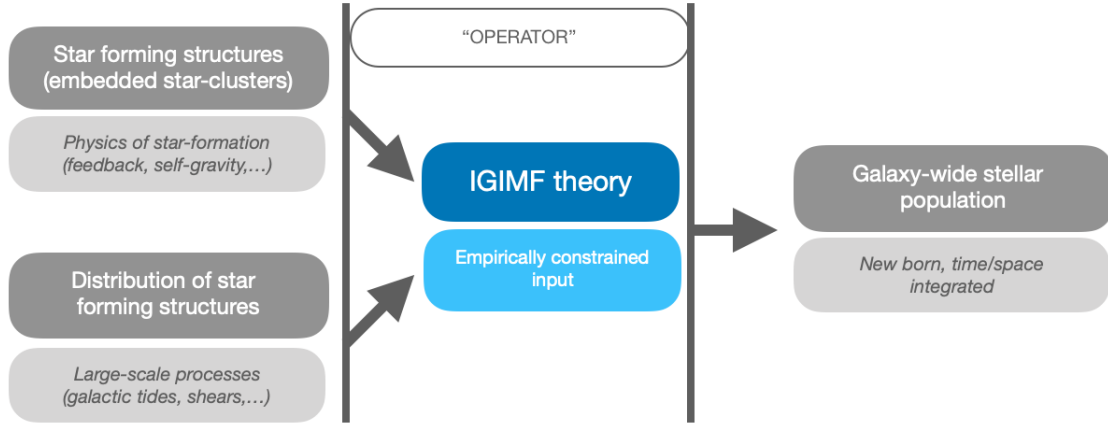 Star forming structures
(embedded star-clusters)
Physics of star-formation
(feedback, self-gravity,...)
Distribution of star
forming structures
Large-scale processes
(galactic tides, shears,...)
“OPERATOR”
IGIMF theory
Empirically constrained
input
Galaxy-wide stellar
population
New born, time/space
integrated